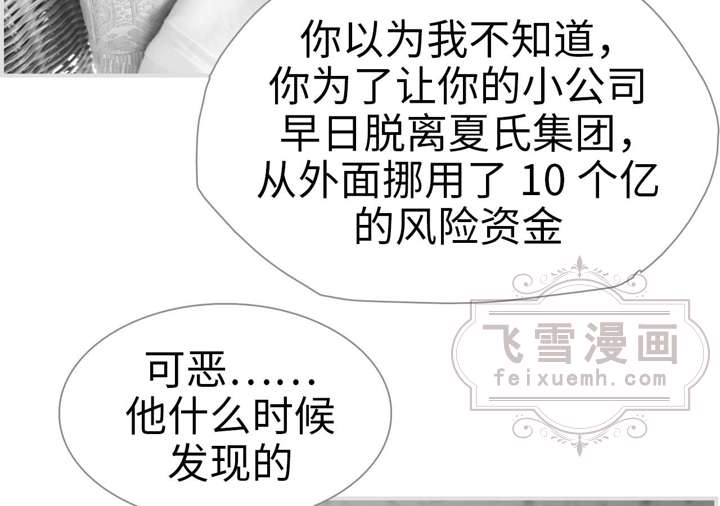 你以为我不知道，
你为了让你的小公司
早日脱离夏氏集团，
从外面挪用了 10 个亿
的风险资金
飞雪漫画
feixuemh.com
可恶……
他什么时候
发现的